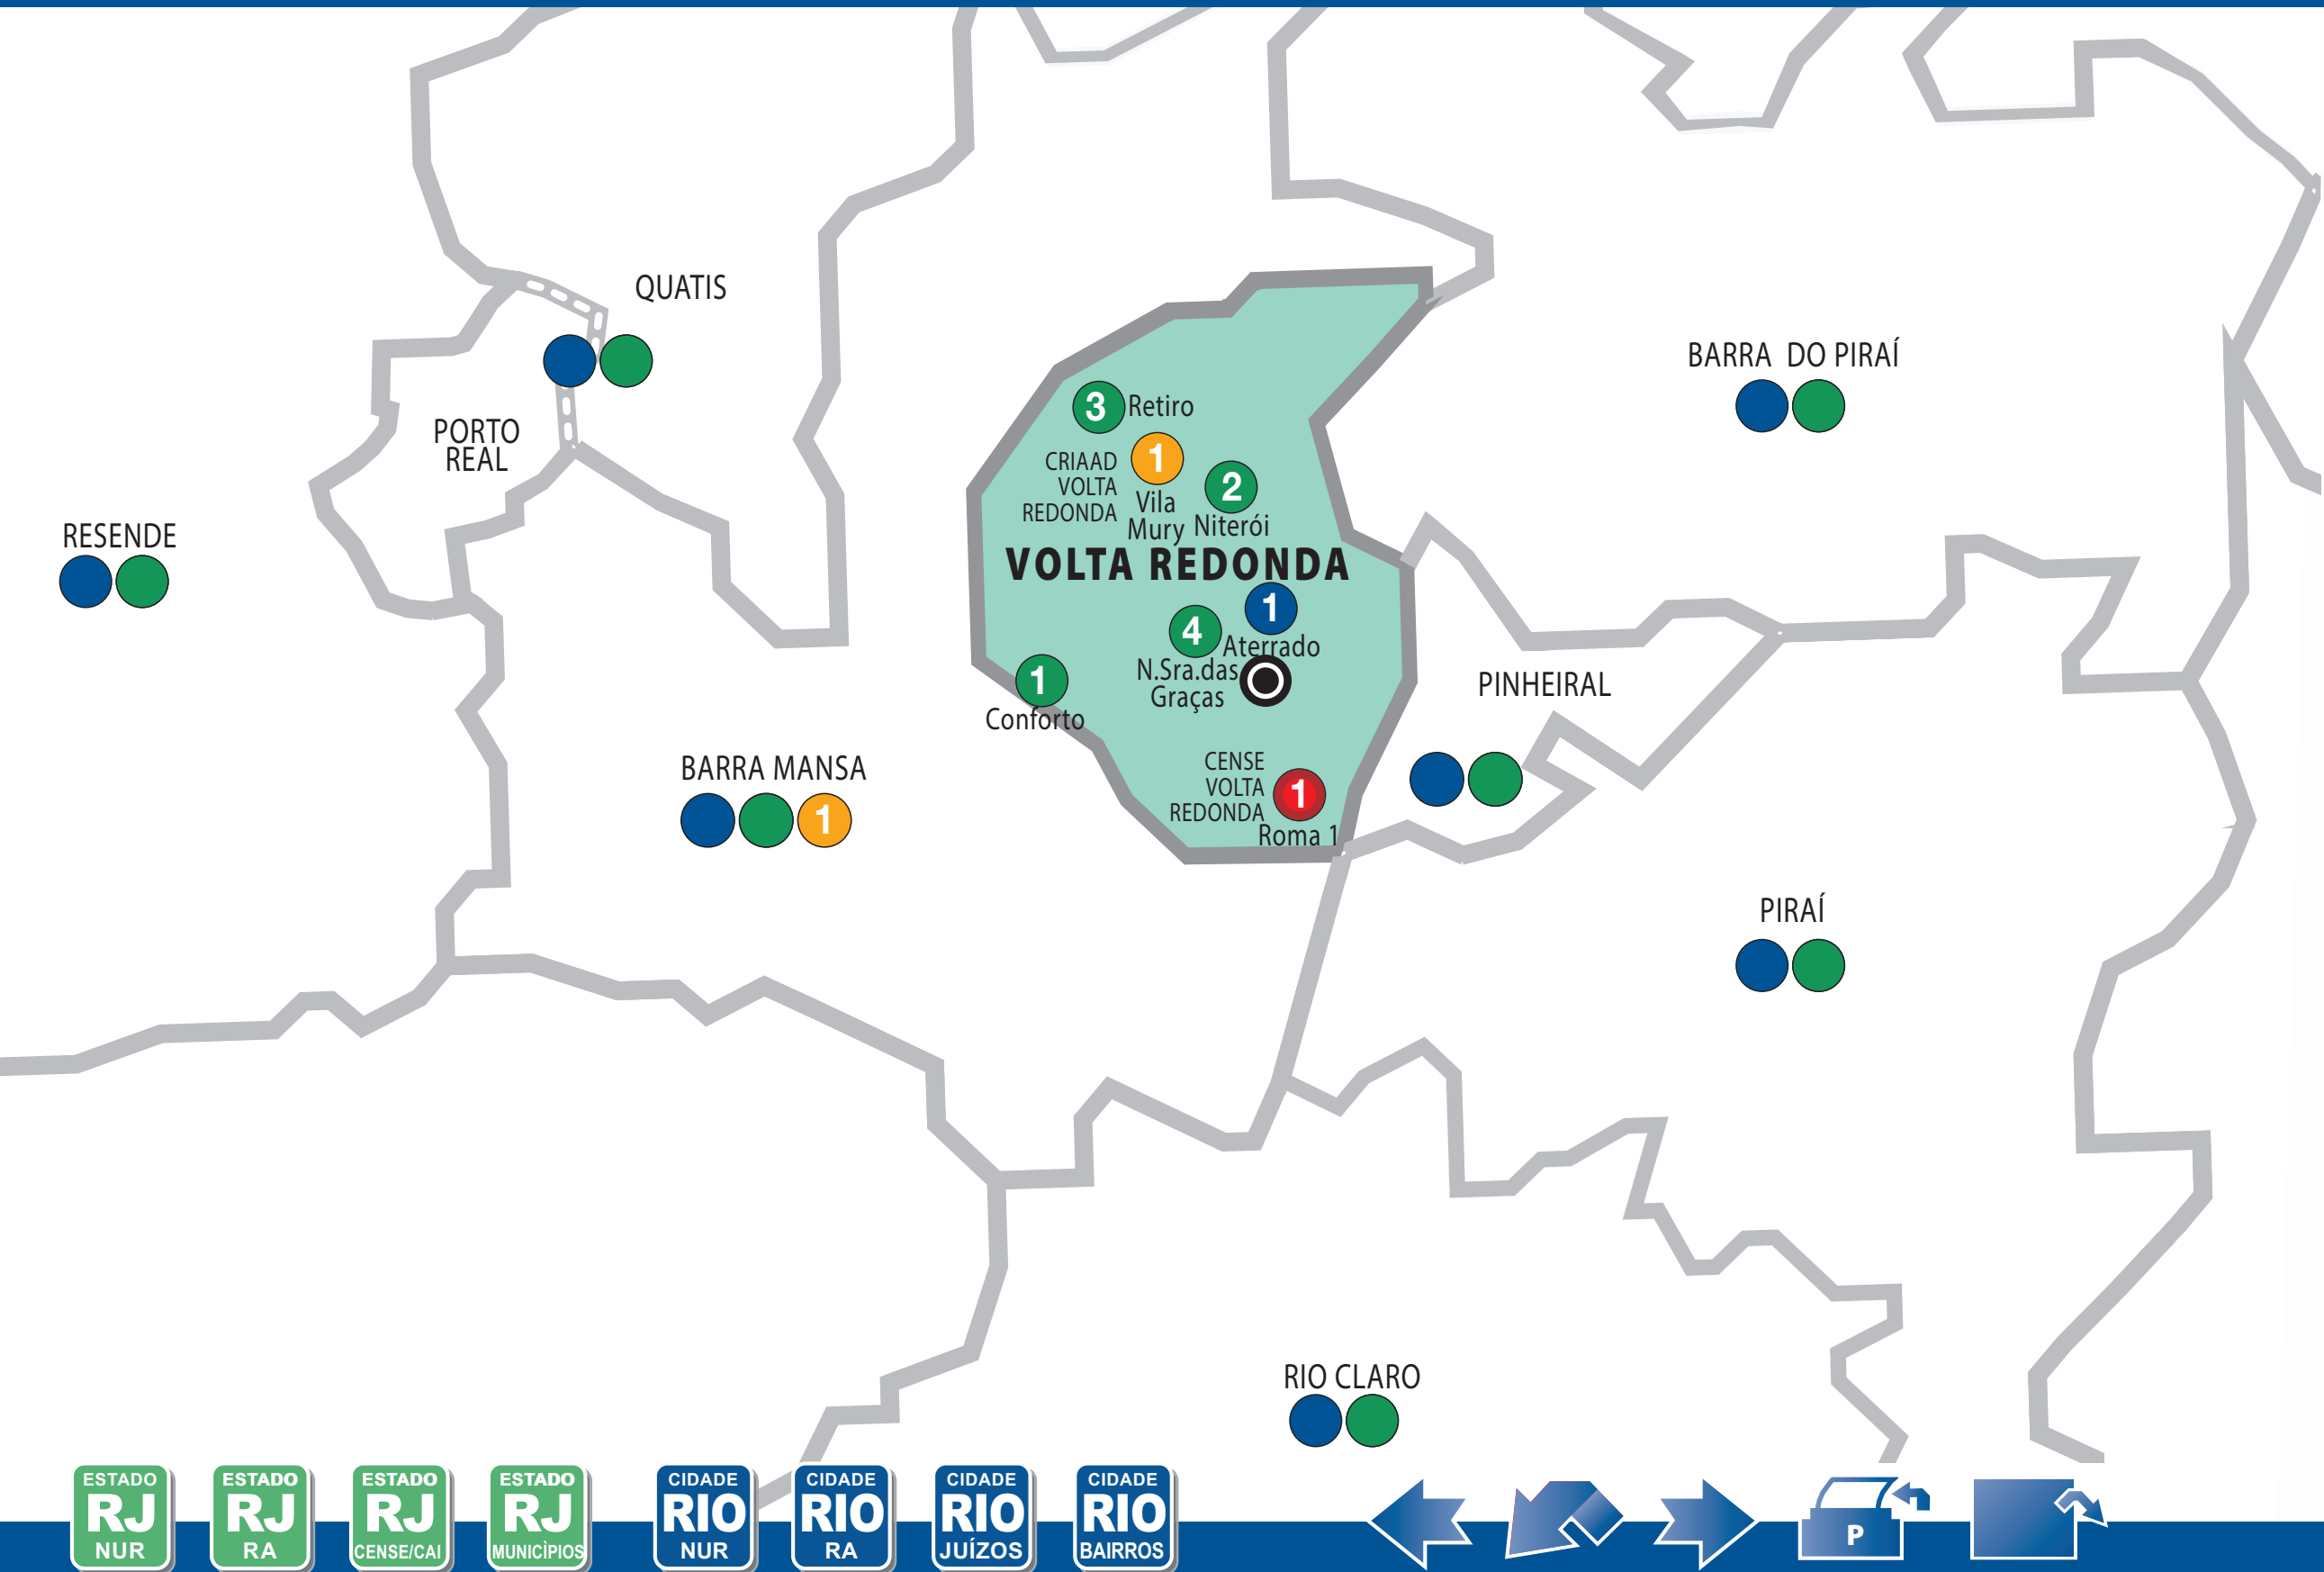 QUATIS
BARRA DO PIRAÍ
3 Retiro
PORTO
REAL
CRIAAD
VOLTA
REDONDA
1
Vila
Mury
2
Niterói
RESENDE
VOLTA REDONDA
1
Aterrado
4
N.Sra.das
Graças
1
Conforto
PINHEIRAL
BARRA MANSA
1
CENSE
VOLTA
REDONDA
1
Roma 1
PIRAÍ
RIO CLARO
ESTADO
RJ
NUR
ESTADO
RJ
RA
ESTADO
RJ
CENSE/CAI
ESTADO
RJ
MUNICÌPIOS
CIDADE
RIO
NUR
CIDADE
RIO
RA
CIDADE
RIO
JUÍZOS
CIDADE
RIO
BAIRROS
P